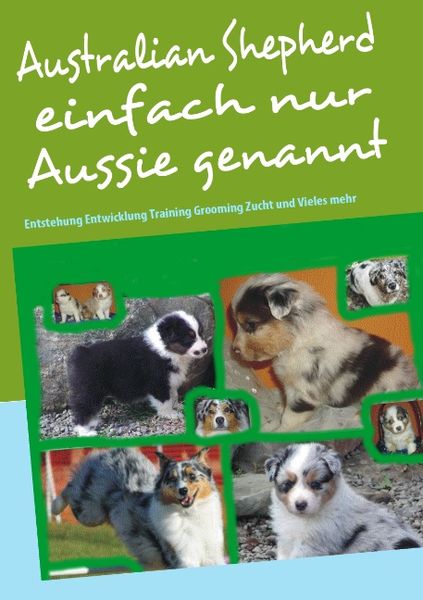 Australian Shepherd
einfach nur
Aussie genannt
Entstehung Entwicklung Training Grooming Zucht und Vieles mehr